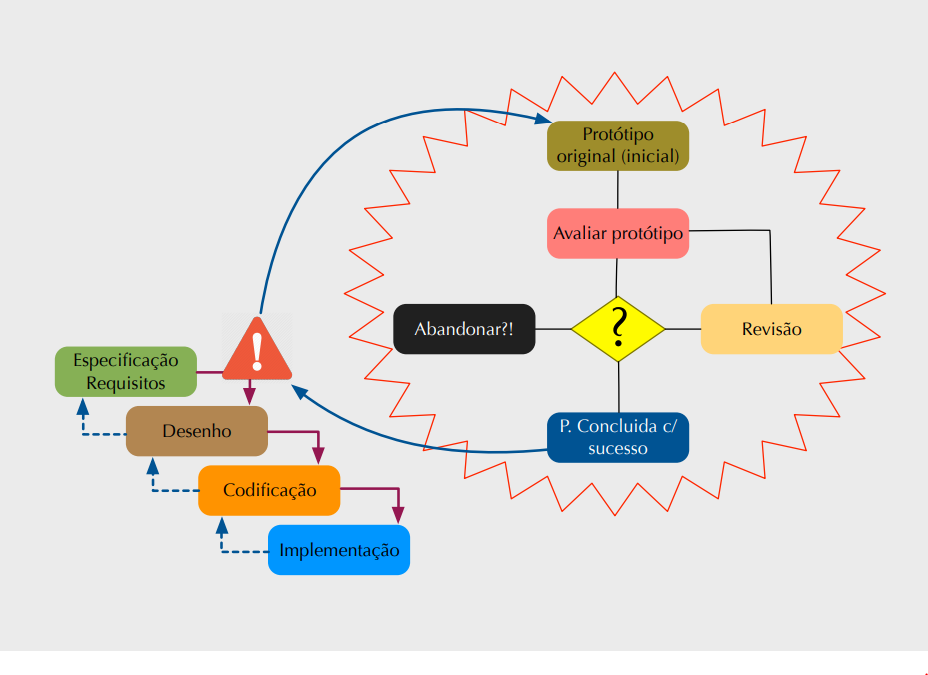 Protótipo
original (inicial)
Avaliar protótipo
Abandonar?!
?
Revisão
P. Concluida c/
sucesso
!
Especificação
Requisitos
Desenho
Codificação
Implementação